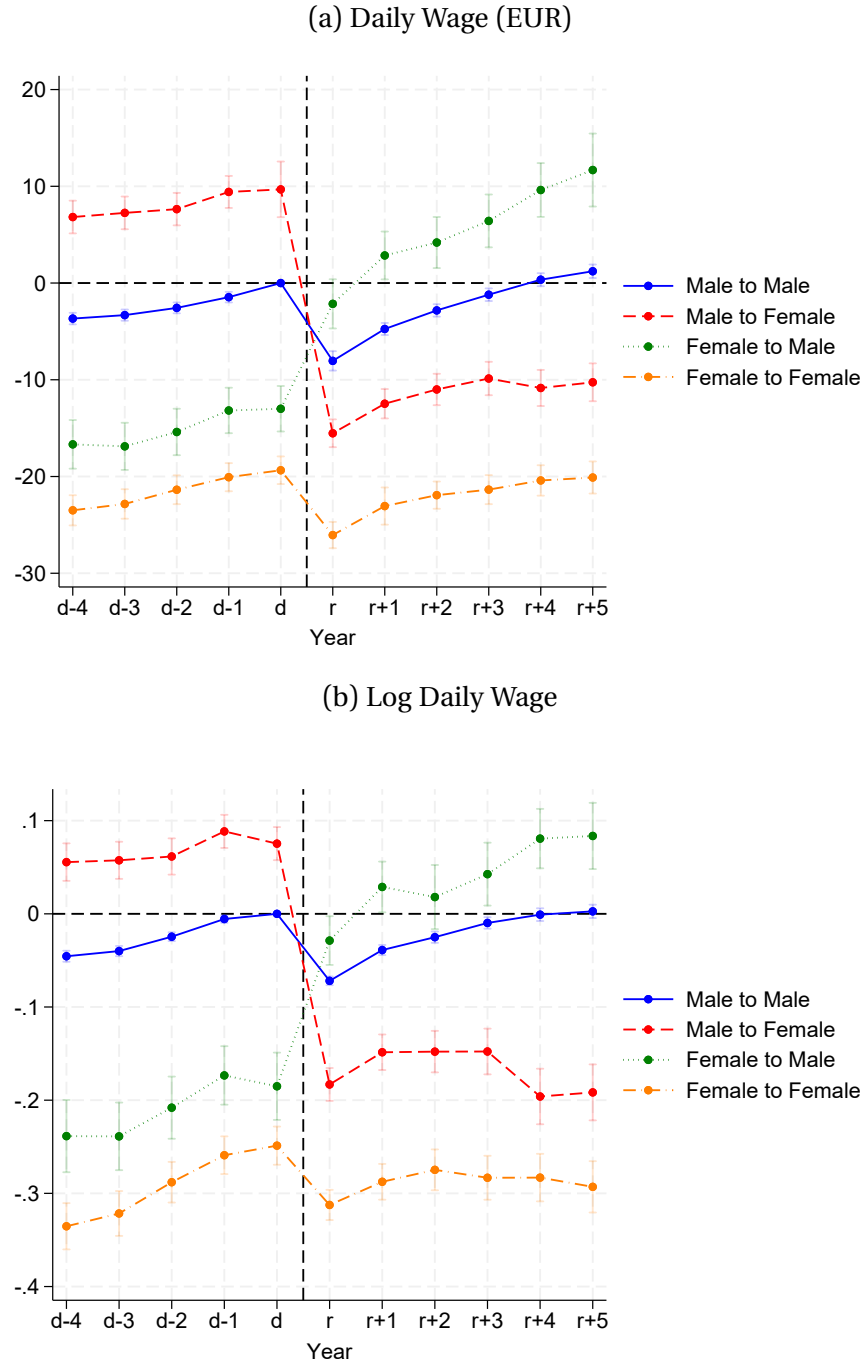 (a) Daily Wage (EUR)
20
10
0
-10
-20
-30
d-4 d-3 d-2 d-1 d r r+1 r+2 r+3 r+4 r+5
Year
Male to Male
Male to Female
Female to Male
Female to Female
(b) Log Daily Wage
.1
0
-.1
-.2
-.3
-.4
d-4 d-3 d-2 d-1 d r r+1 r+2 r+3 r+4 r+5
Year
Male to Male
Male to Female
Female to Male
Female to Female